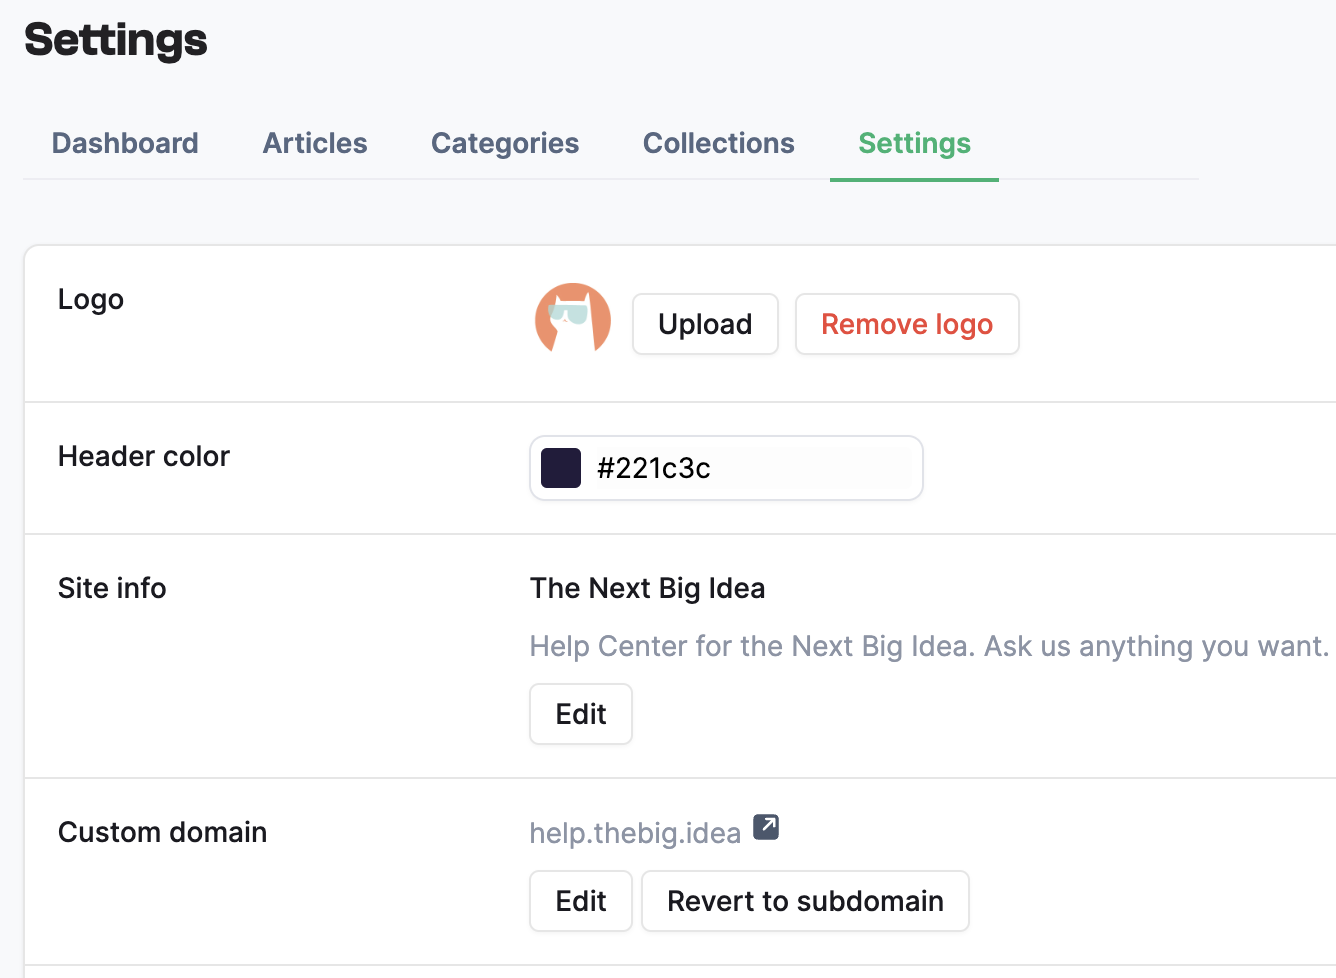 Settings
Dashboard Articles Categories Collections Settings
Logo
Upload Remove logo
Header color
#221c3c
Site info
The Next Big Idea
Help Center for the Next Big Idea. Ask us anything you want.
Edit
Custom domain
help.thebig.idea
Edit Revert to subdomain